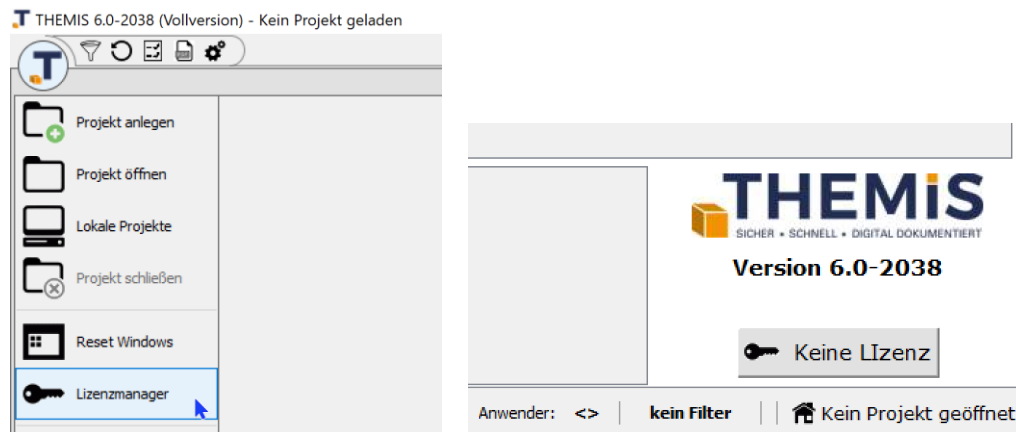 THEMIS 6.0-2038 (Vollversion) - Kein Projekt geladen
Projekt anlegen
Projekt öffnen
Lokale Projekte
Projekt schließen
Reset Windows
Lizenzmanager
THEMiS
SICHER • SCHNELL • DIGITAL DOKUMENTIERT
Version 6.0-2038
Keine LIzenz
Anwender: <> kein Filter Kein Projekt geöffnet